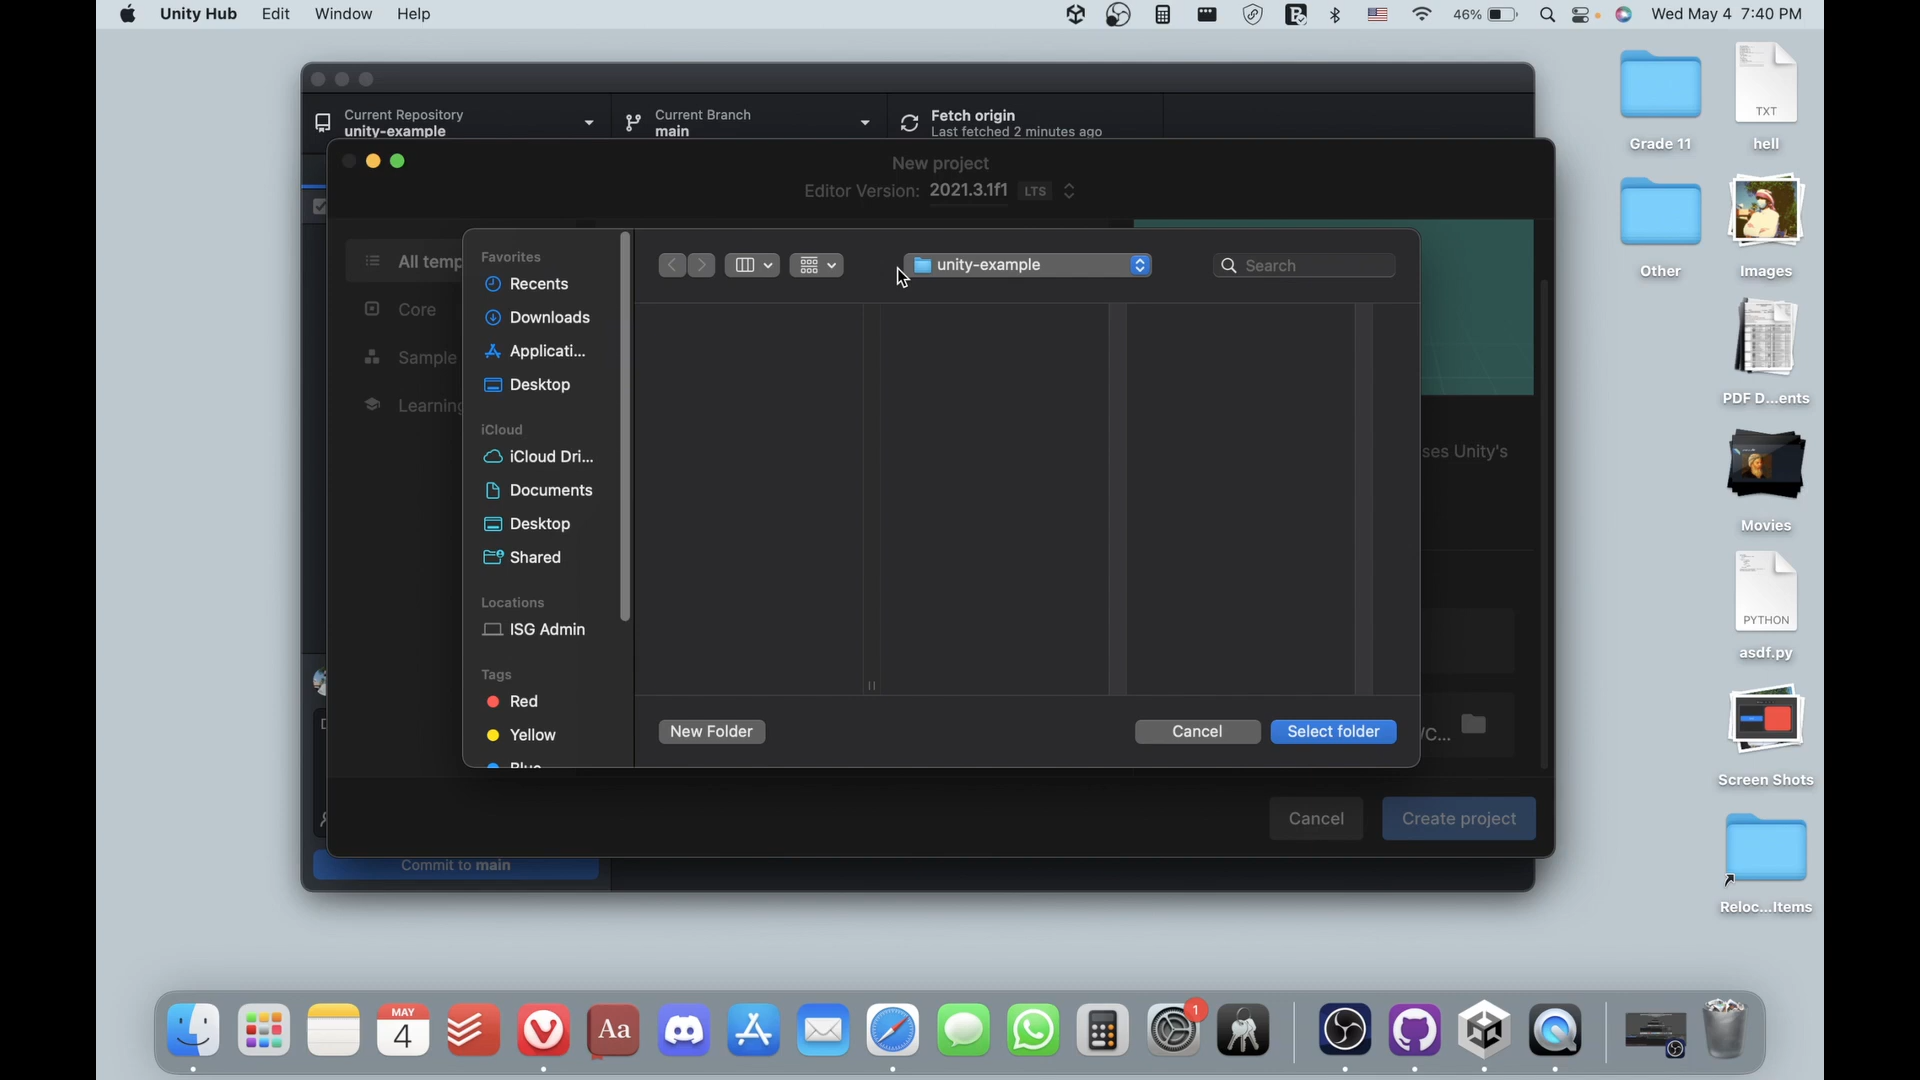 Unity Hub Edit Window Help
46% Wed May 4 7:40 PM
Current Repository
unity-example
Current Branch
main
Fetch origin
Last fetched 2 minutes ago
New project
Editor Version: 2021.3.1f1 LTS
All temp
Core
Sample
Learning
Favorites
Recents
Downloads
Applicati...
Desktop
iCloud
iCloud Dri...
Documents
Desktop
Shared
Locations
ISG Admin
Tags
Red
Yellow
unity-example
Search
ses Unity's
/C...
New Folder
Cancel
Select folder
Cancel
Create project
Commit to main
Grade 11
TXT
hell
Other
Images
PDF D...ents
Movies
PYTHON
asdf.py
Screen Shots
Reloc...Items
MAY
4
Aa
1